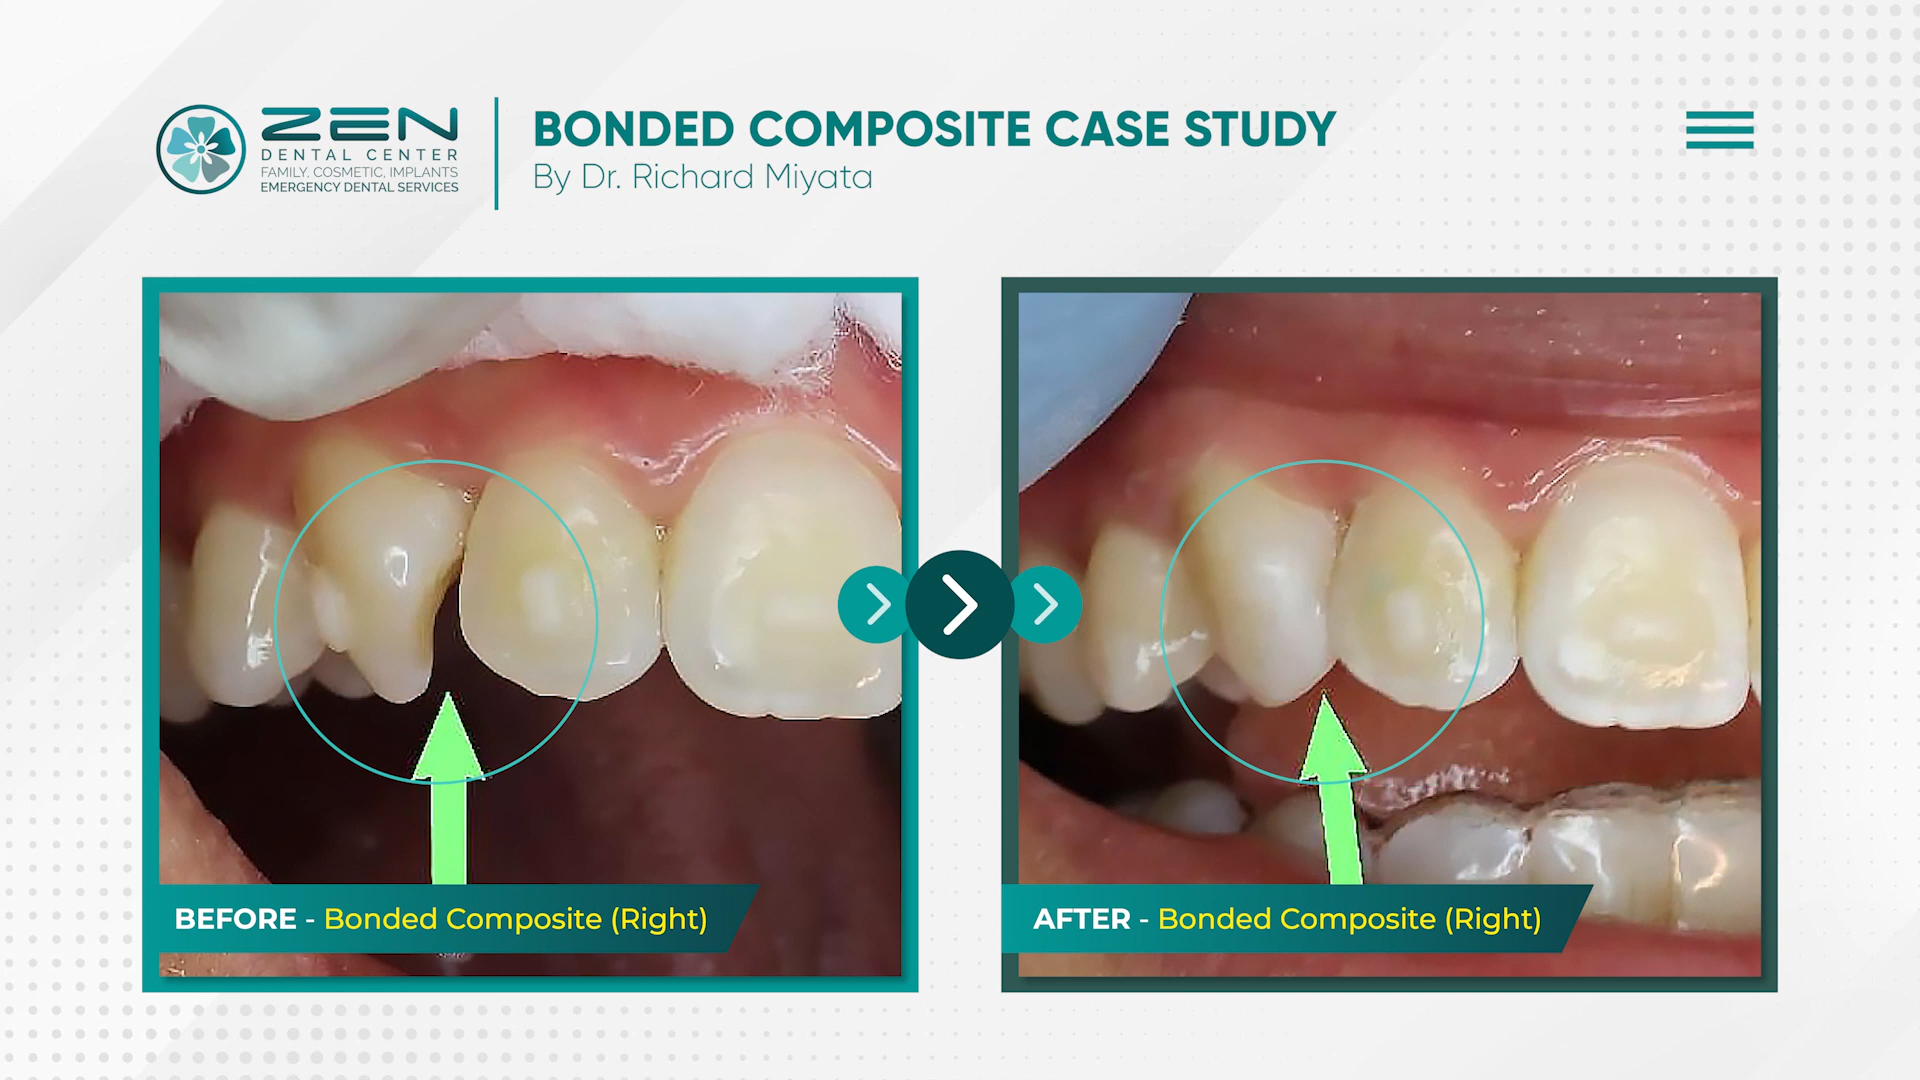 ZEN
DENTAL CENTER
FAMILY, COSMETIC, IMPLANTS
EMERGENCY DENTAL SERVICES
BONDED COMPOSITE CASE STUDY
By Dr. Richard Miyata
BEFORE - Bonded Composite (Right)
AFTER - Bonded Composite (Right)